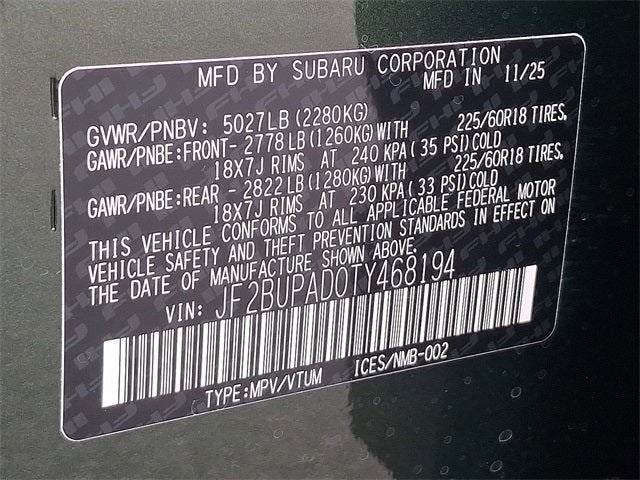 MFD BY SUBARU CORPORATION
MFD IN 11/25
GVWR/PNBV: 5027LB (2280KG)
GAWR/PNBE:FRONT- 2778 LB (1260KG) WITH 225/60R18 TIRES,
18X7J RIMS AT 240 KPA (35 PSI) COLD
GAWR/PNBE:REAR - 2822 LB (1280KG) WITH 225/60R18 TIRES,
18X7J RIMS AT 230 KPA (33 PSI) COLD
THIS VEHICLE CONFORMS TO ALL APPLICABLE FEDERAL MOTOR
VEHICLE SAFETY AND THEFT PREVENTION STANDARDS IN EFFECT ON
THE DATE OF MANUFACTURE SHOWN ABOVE.
VIN: JF2BUPAD0TY468194
TYPE:MPV/VTUM ICES/NMB-002